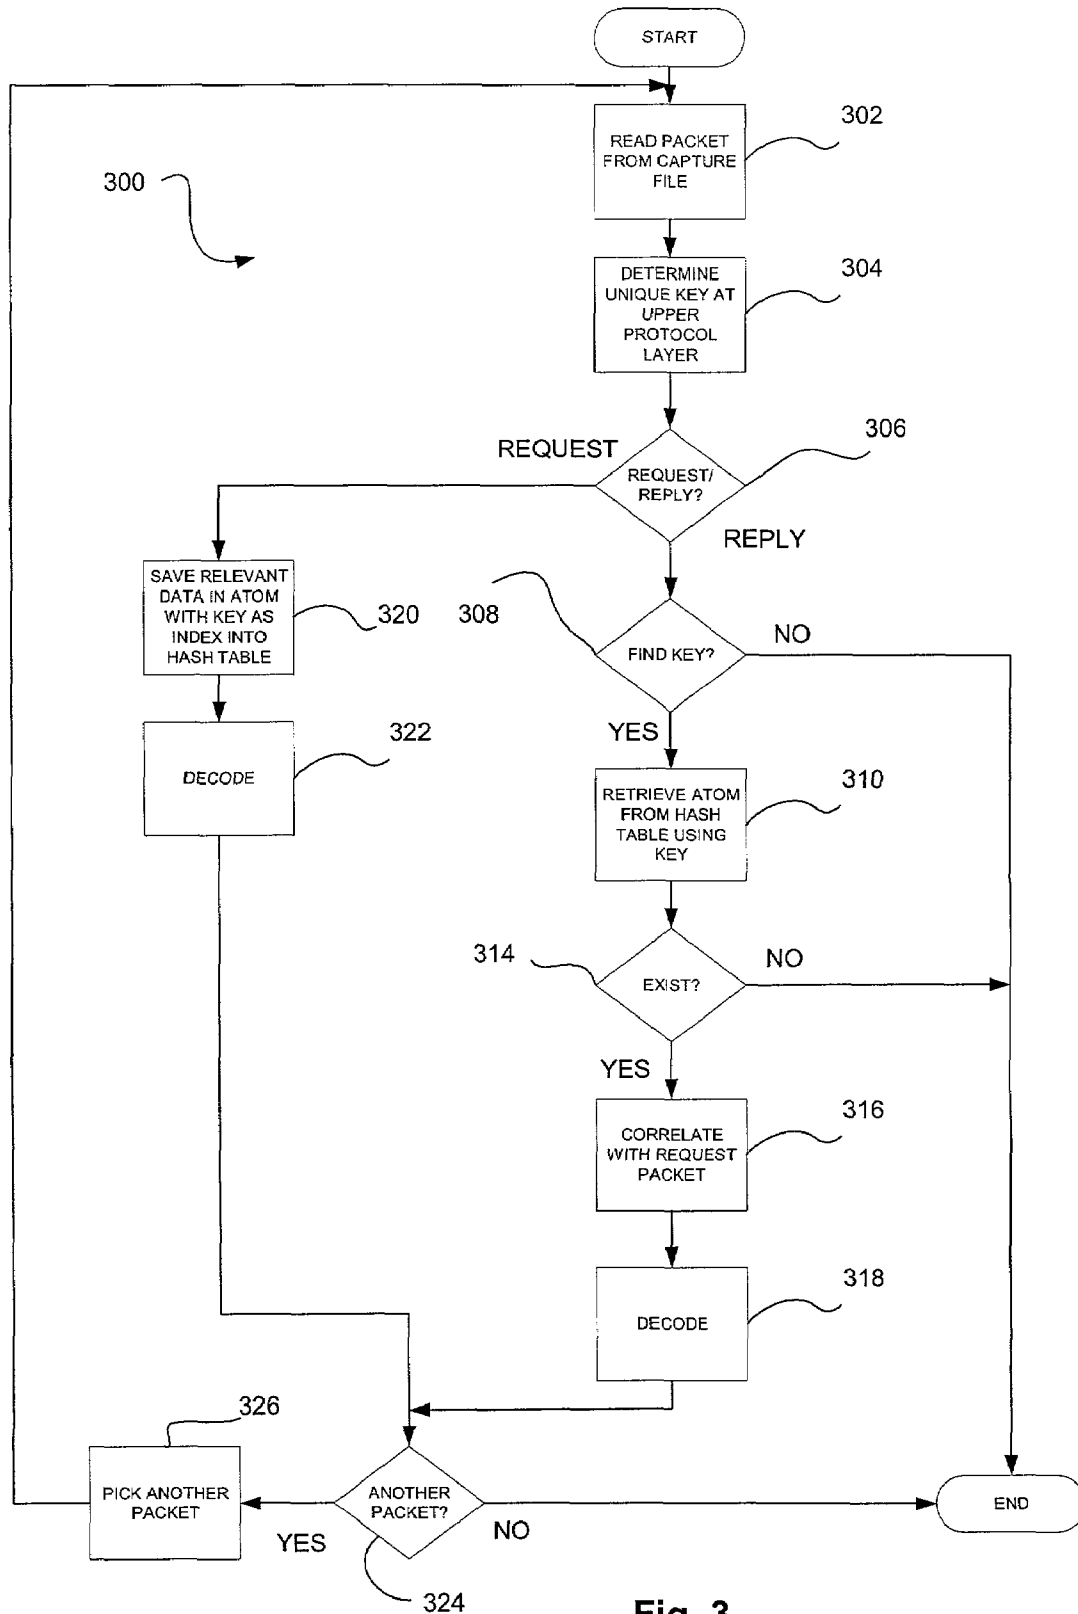 START
READ PACKET
FROM CAPTURE
FILE
302
300
DETERMINE
UNIQUE KEY AT
UPPER
PROTOCOL
LAYER
304
REQUEST
REQUEST/
REPLY?
306
REPLY
SAVE RELEVANT
DATA IN ATOM
WITH KEY AS
INDEX INTO
HASH TABLE
320
308
FIND KEY?
NO
YES
DECODE
322
RETRIEVE ATOM
FROM HASH
TABLE USING
KEY
310
314
EXIST?
NO
YES
CORRELATE
WITH REQUEST
PACKET
316
DECODE
318
326
PICK ANOTHER
PACKET
YES
ANOTHER
PACKET?
NO
END
324
Fig. 3